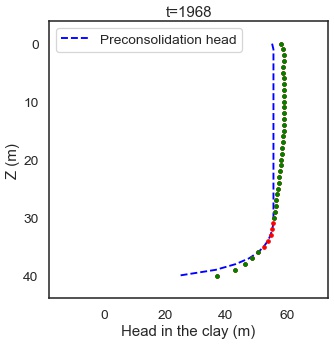 t=1968
Preconsolidation head
0
10
20
30
40
Z (m)
0 20 40 60
Head in the clay (m)